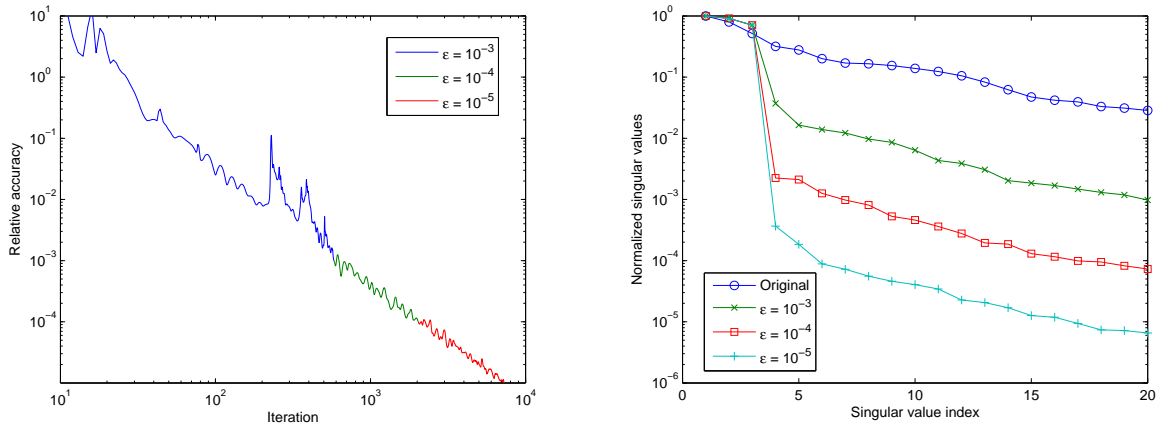 10^1
10^0
10^−1
10^−2
10^−3
10^−4
Relative accuracy
10^1
10^2
10^3
10^4
Iteration
ε = 10^−3
ε = 10^−4
ε = 10^−5
10^0
10^−1
10^−2
10^−3
10^−4
10^−5
10^−6
Normalized singular values
0
5
10
15
20
Singular value index
Original
ε = 10^−3
ε = 10^−4
ε = 10^−5